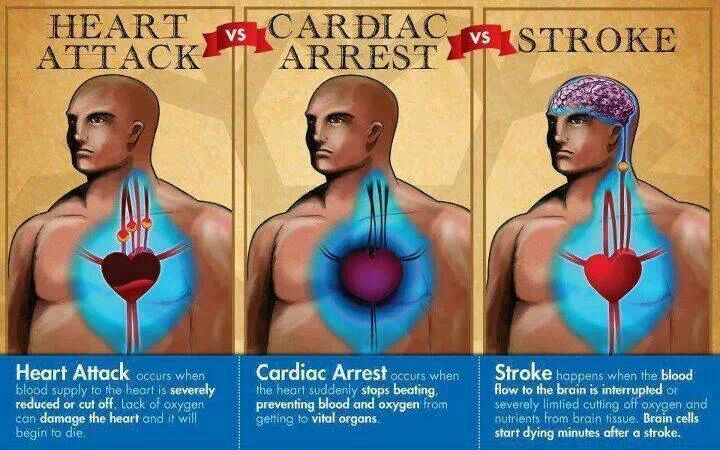 HEART
ATTACK
VS
CARDIAC
ARREST
VS
STROKE
Heart Attack occurs when
blood supply to the heart is severely
reduced or cut off. Lack of oxygen
can damage the heart and it will
begin to die.
Cardiac Arrest occurs when
the heart suddenly stops beating,
preventing blood and oxygen from
getting to vital organs.
Stroke happens when the blood
flow to the brain is interrupted or
severely limtied cutting off oxygen and
nutrients from brain tissue. Brain cells
start dying minutes after a stroke.